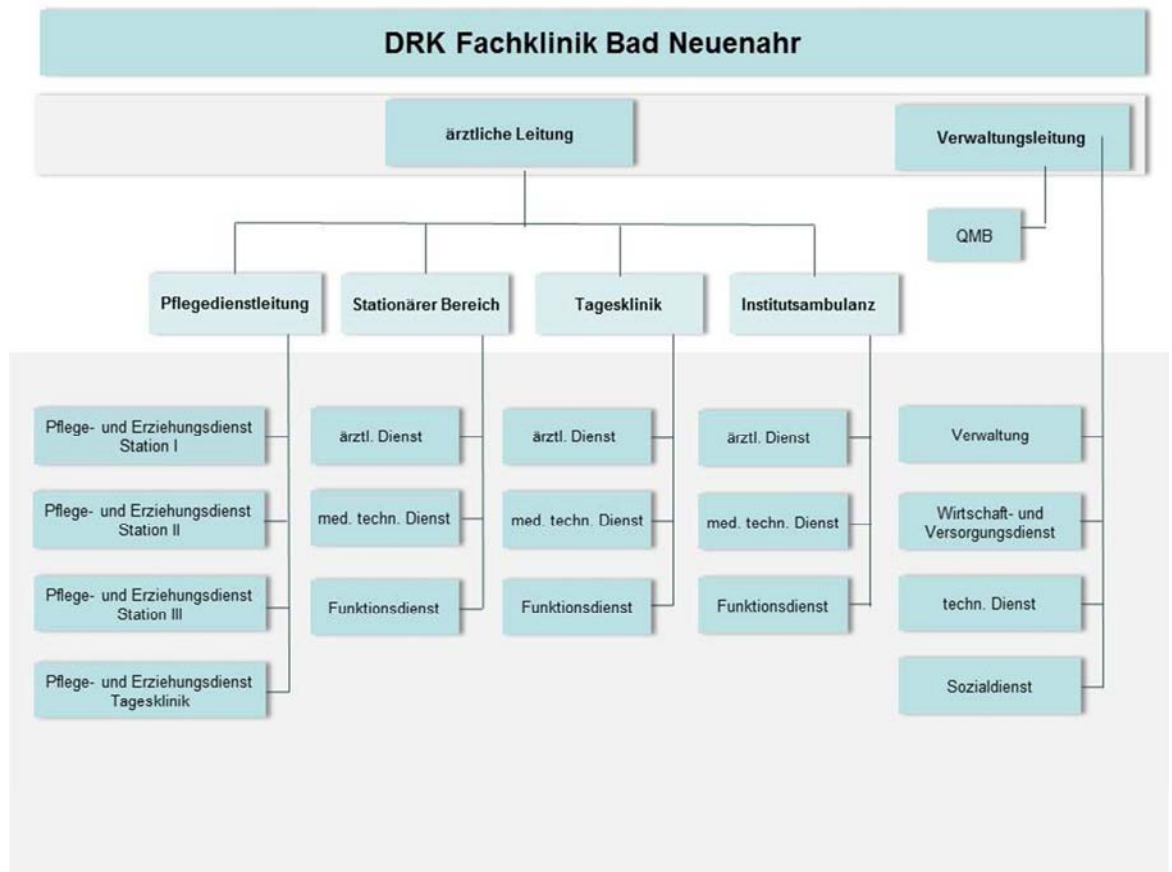 DRK Fachklinik Bad Neuenahr
ärztliche Leitung
Verwaltungsleitung
QMB
Pflegedienstleitung
Stationärer Bereich
Tagesklinik
Institutsambulanz
Pflege- und Erziehungsdienst
Station I
ärztl. Dienst
ärztl. Dienst
ärztl. Dienst
Verwaltung
Pflege- und Erziehungsdienst
Station II
med. techn. Dienst
med. techn. Dienst
med. techn. Dienst
Wirtschaft- und
Versorgungsdienst
Pflege- und Erziehungsdienst
Station III
Funktionsdienst
Funktionsdienst
Funktionsdienst
techn. Dienst
Pflege- und Erziehungsdienst
Tagesklinik
Sozialdienst